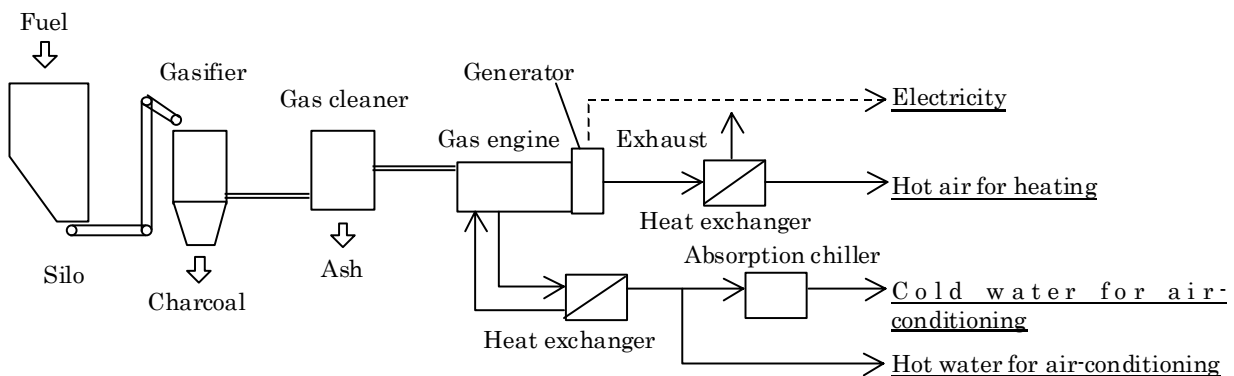 Fuel
Gasifier
Generator
Gas cleaner
Electricity
Gas engine
Exhaust
Hot air for heating
Heat exchanger
Absorption chiller
Silo
Ash
Charcoal
Cold water for air-
conditioning
Heat exchanger
Hot water for air-conditioning